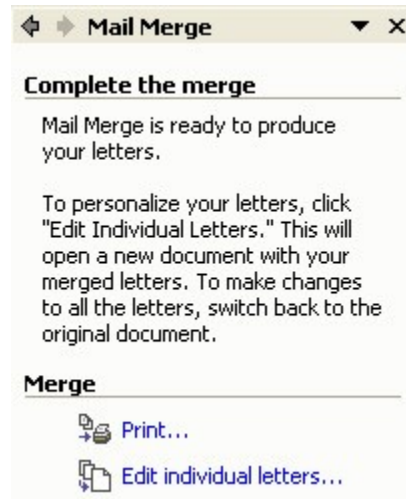 Mail Merge
Complete the merge
Mail Merge is ready to produce
your letters.
To personalize your letters, click
"Edit Individual Letters." This will
open a new document with your
merged letters. To make changes
to all the letters, switch back to the
original document.
Merge
Print...
Edit individual letters...